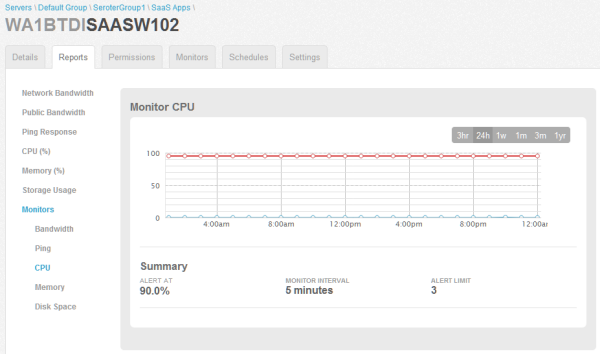 Servers \ Default Group \ SeroterGroup1 \ SaaS Apps \
WA1BTDISAASW102
Details Reports Permissions Monitors Schedules Settings
Network Bandwidth
Public Bandwidth
Ping Response
CPU (%)
Memory (%)
Storage Usage
Monitors
Bandwidth
Ping
CPU
Memory
Disk Space
Monitor CPU
3hr 24h 1w 1m 3m 1yr
100
50
0
4:00am 8:00am 12:00pm 4:00pm 8:00pm 12:00ar
Summary
ALERT AT MONITOR INTERVAL ALERT LIMIT
90.0% 5 minutes 3